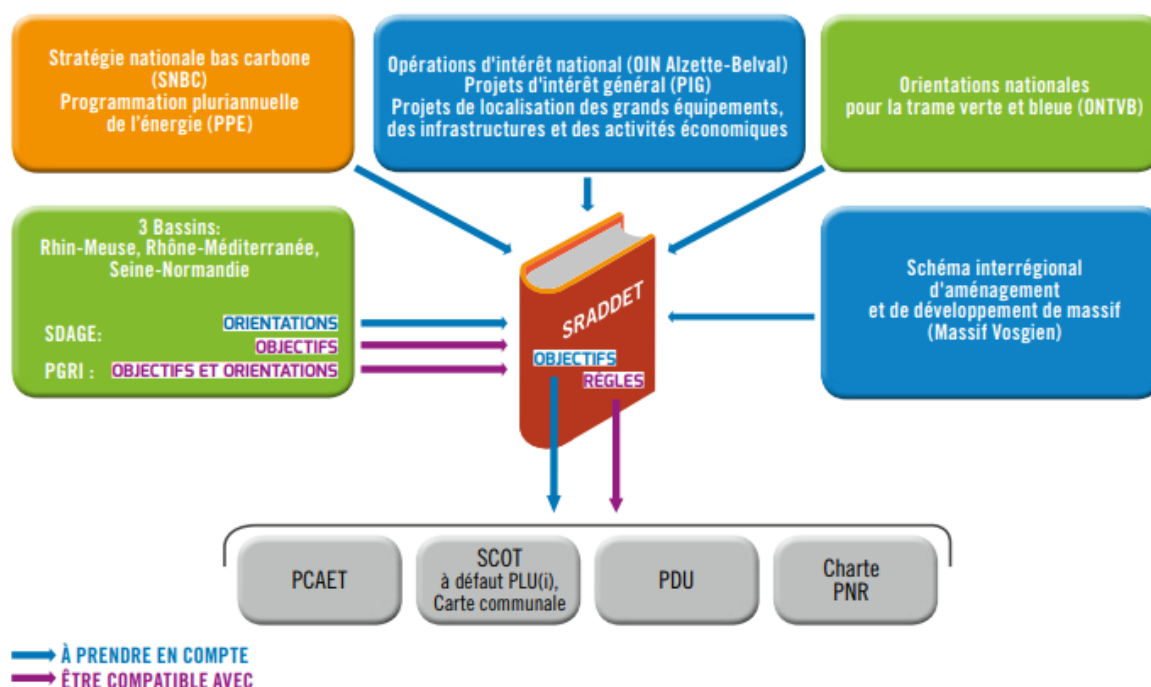 Stratégie nationale bas carbone
(SNBC)
Programmation pluriannuelle
de l'énergie (PPE)
Opérations d'intérêt national (OIN Alzette-Belval)
Projets d'intérêt général (PIG)
Projets de localisation des grands équipements,
des infrastructures et des activités économiques
Orientations nationales
pour la trame verte et bleue (ONTVB)
3 Bassins:
Rhin-Meuse, Rhône-Méditerranée,
Seine-Normandie
SDAGE: ORIENTATIONS
OBJECTIFS
PGRI : OBJECTIFS ET ORIENTATIONS
SRADDET
OBJECTIFS
RÉGLES
Schéma interrégional
d'aménagement
et de développement de massif
(Massif Vosgien)
PCAET
SCOT
à défaut PLU(i),
Carte communale
PDU
Charte
PNR
À PRENDRE EN COMPTE
ÊTRE COMPATIBLE AVEC